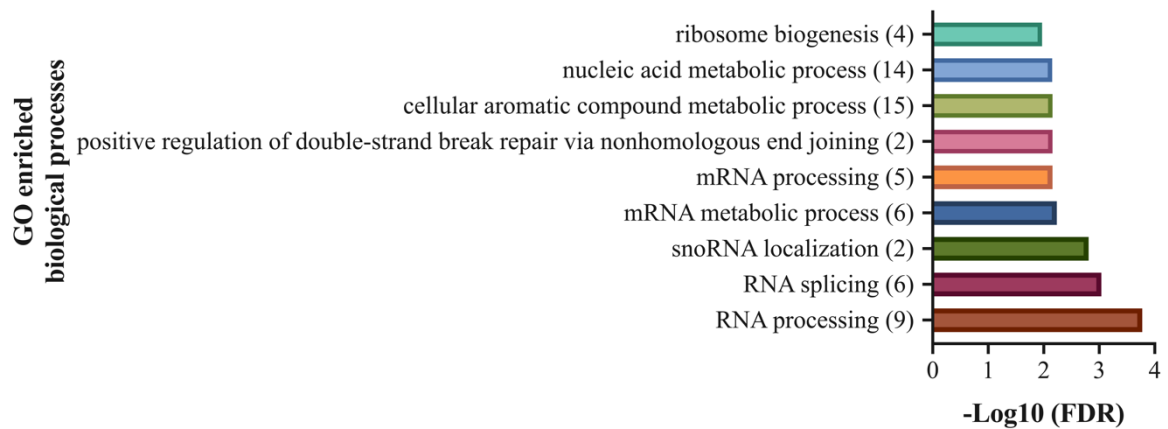 GO enriched
biological processes
ribosome biogenesis (4)
nucleic acid metabolic process (14)
cellular aromatic compound metabolic process (15)
positive regulation of double-strand break repair via nonhomologous end joining (2)
mRNA processing (5)
mRNA metabolic process (6)
snoRNA localization (2)
RNA splicing (6)
RNA processing (9)
0 1 2 3 4
-Log10 (FDR)